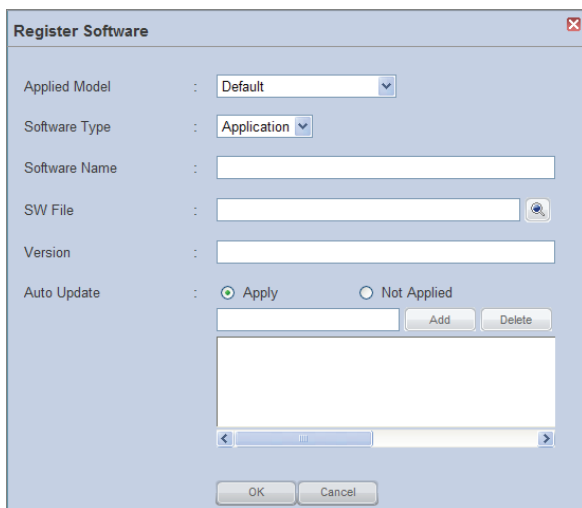 Register Software
Applied Model : Default
Software Type : Application
Software Name :
SW File :
Version :
Auto Update : Apply Not Applied
Add Delete
OK Cancel